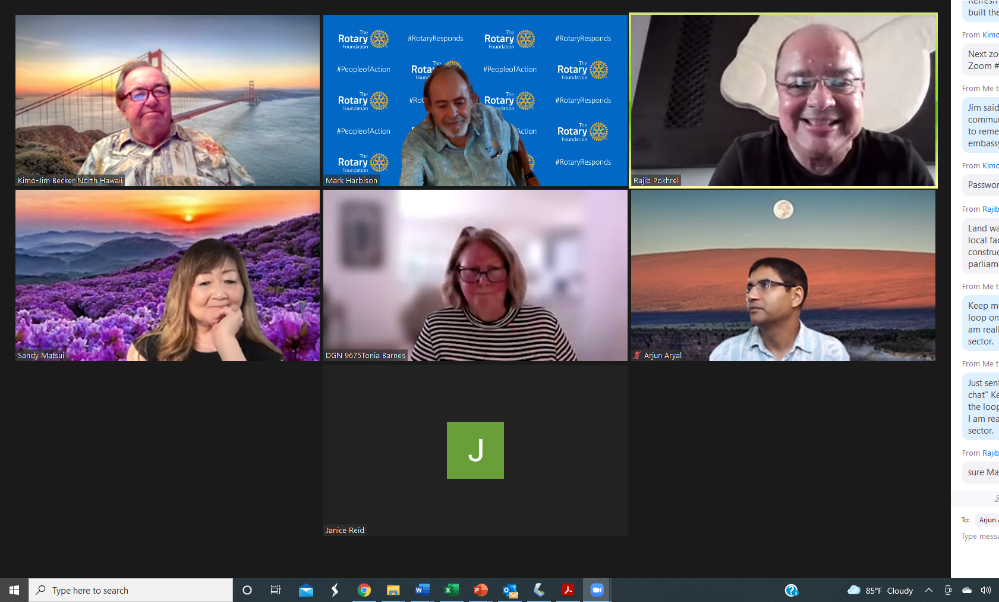 The
Rotary
Foundation
#RotaryResponds
The
Rotary
Foundation
#RotaryResponds
#PeopleofAction
The
Rota
Foun
#PeopleofAction
The
Rotary
Foundation
Rotary
Foundation
#Rot
Rotary
ndation
#RotaryResponds
#PeopleofAction
Action
The
Rotary
Foundation
The
Rotary
Foundation
#RotaryResponds
Kimo-Jim Becker North Hawaii
Mark Harbison
Rajib Pokhrel
Sandy Matsui
DGN 9675Tonia Barnes
Arjun Aryal
J
Janice Reid
Refresh
built the
From Kimo
Next zo
Zoom #
From Me t
Jim said
commun
to reme
embassy
From Kimo
Passwor
From Rajib
Land wa
local far
construc
parliam
From Me t
Keep m
loop on
am reall
sector.
From Me t
Just sent
chat" Ke
the loop
I am rea
sector.
From Rajib
sure Ma
To: Arjun
Type messa
Type here to search
85°F Cloudy